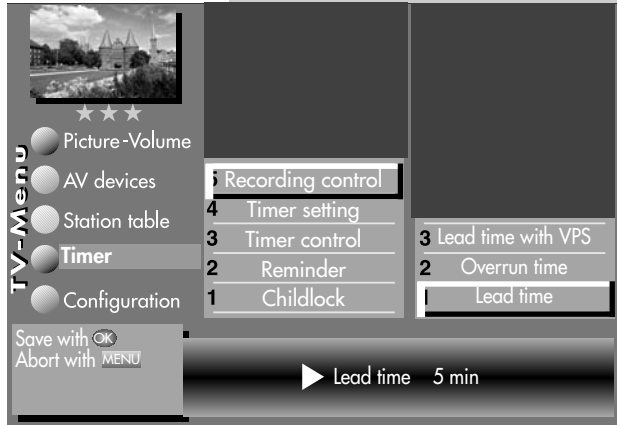 TV-Menu
Picture-Volume
AV devices
Station table
Timer
Configuration
5 Recording control
4 Timer setting
3 Timer control
2 Reminder
1 Childlock
3 Lead time with VPS
2 Overrun time
1 Lead time
Save with OK
Abort with MENU
Lead time 5 min